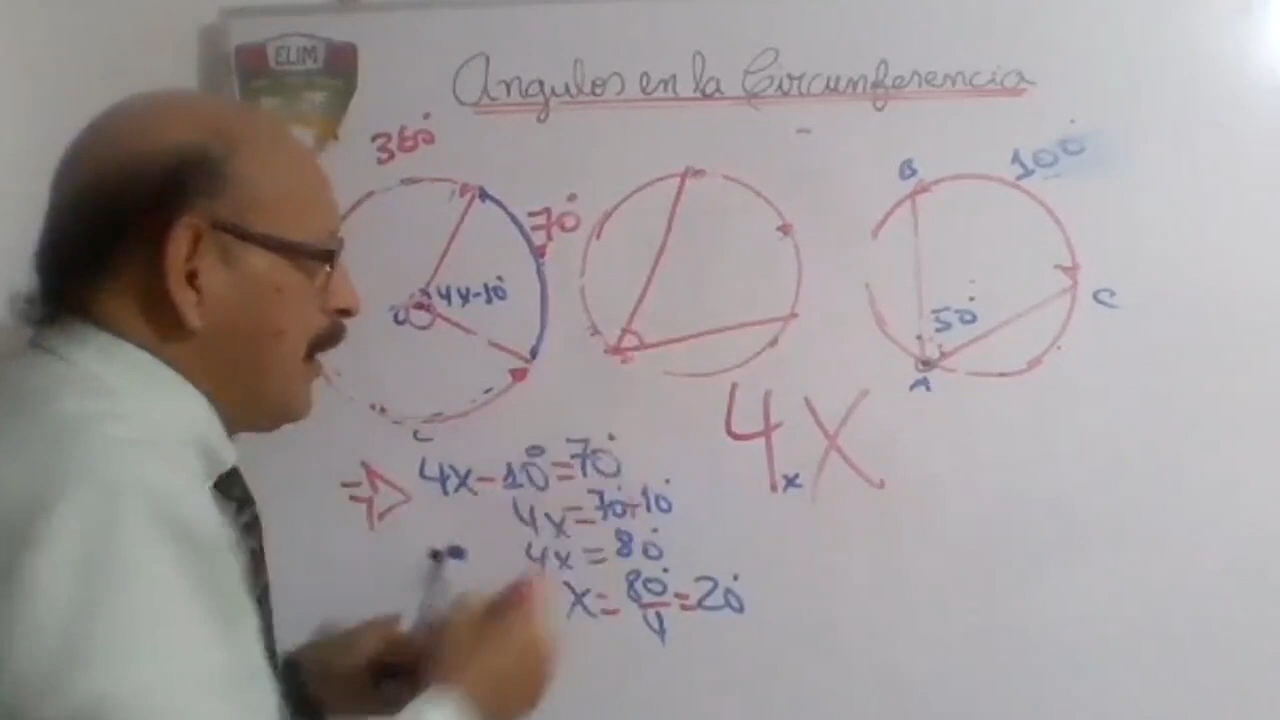 ELIM
Angulos en la Circunferencia
360°
70°
4x-10°
O
L
B
100°
C
50°
A
4x-10°=70°
4x=70°+10°
4x=80°
x=80°/4=20°
4xX